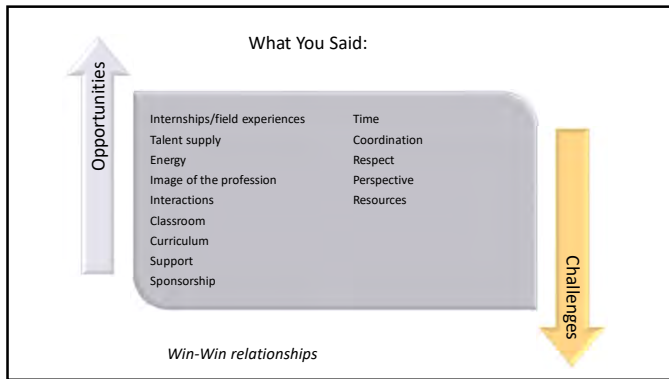 What You Said:
Opportunities
Internships/field experiences
Talent supply
Energy
Image of the profession
Interactions
Classroom
Curriculum
Support
Sponsorship
Time
Coordination
Respect
Perspective
Resources
Challenges
Win-Win relationships